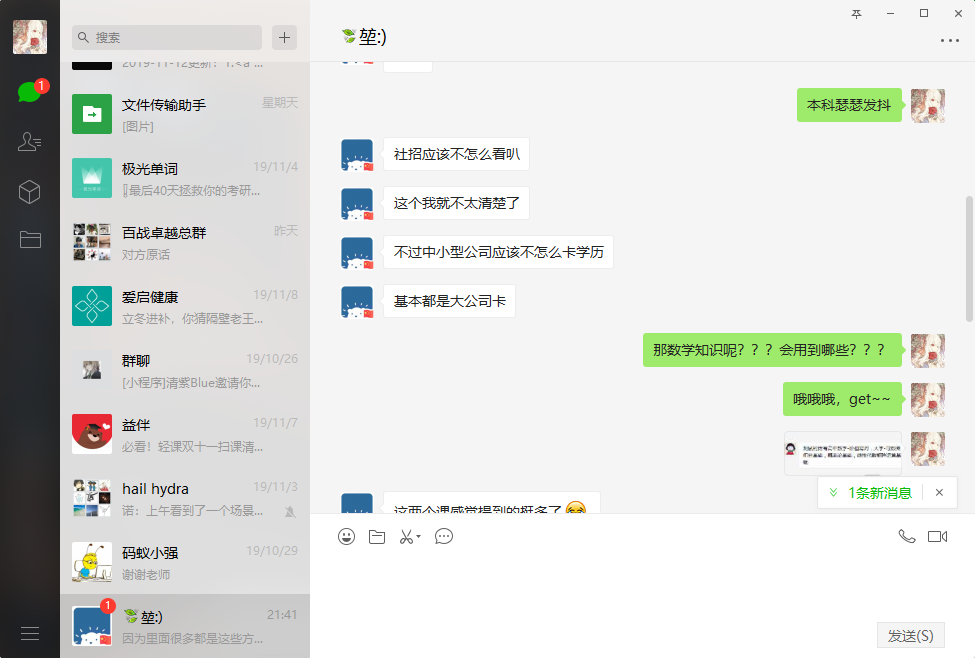 1
搜索
2019-11-12更新：1.<a ...
文件传输助手
星期天
[图片]
极光单词
19/11/4
最后40天拯救你的考研...
百战卓越总群
昨天
对方原话
爱启健康
19/11/8
立冬进补，你猜隔壁老王...
群聊
19/10/26
[小程序]清紫Blue邀请你...
益伴
19/11/7
必看！轻课双十一扫课清...
hail hydra
19/11/3
诺：上午看到了一个场景...
码蚁小强
19/10/29
谢谢老师
1
堃:)
21:41
因为里面很多都是这些方...
堃:)
本科瑟瑟发抖
社招应该不怎么看叭
这个我就不太清楚了
不过中小型公司应该不怎么卡学历
基本都是大公司卡
那数学知识呢？？？会用到哪些？？？
哦哦哦，get~~
1条新消息
这两个课感觉提到的挺多了
发送(S)